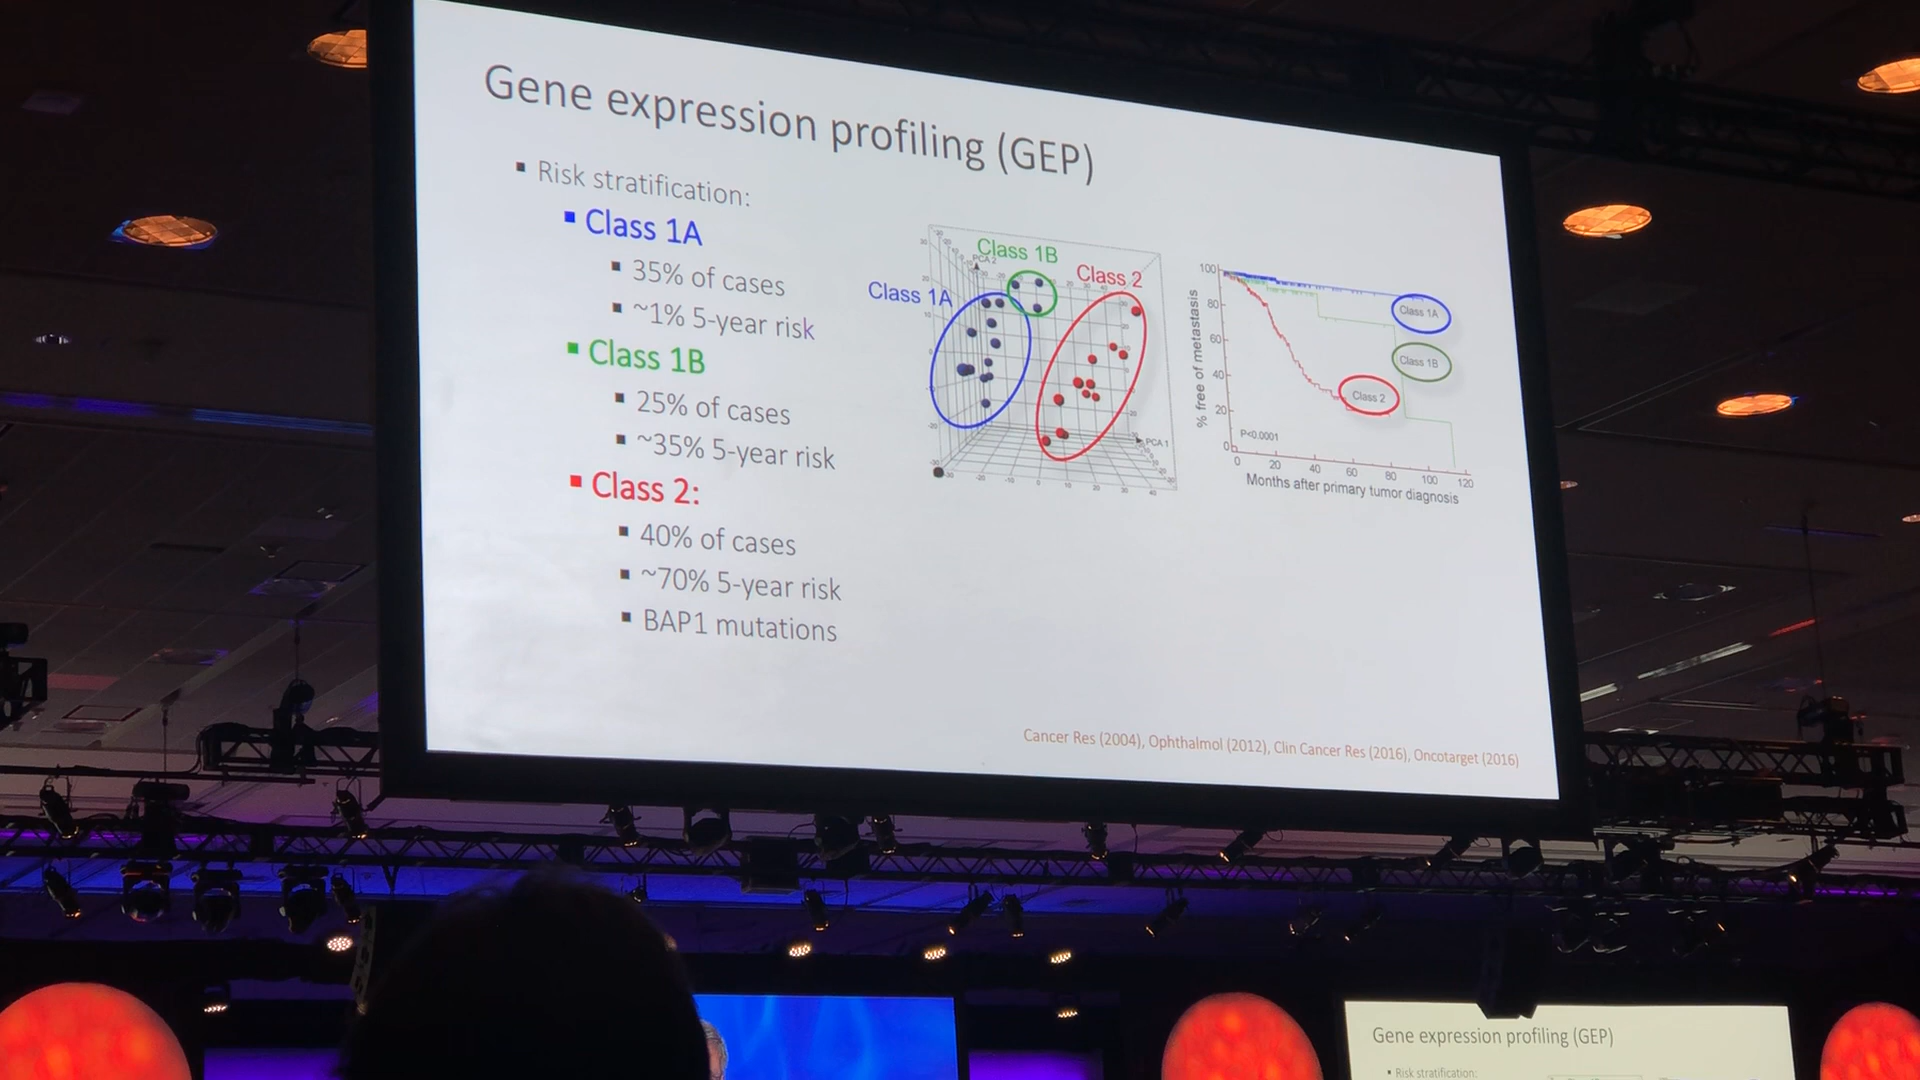 Gene expression profiling (GEP)
▪ Risk stratification:
▪ Class 1A
▪ 35% of cases
▪ ~1% 5-year risk
▪ Class 1B
▪ 25% of cases
▪ ~35% 5-year risk
▪ Class 2:
▪ 40% of cases
▪ ~70% 5-year risk
▪ BAP1 mutations
Class 1B
PCA 2
Class 2
Class 1A
PCA 1
% free of metastasis
100
80
60
40
20
0
Class 1A
Class 1B
Class 2
P<0.0001
0 20 40 60 80 100 120
Months after primary tumor diagnosis
Cancer Res (2004), Ophthalmol (2012), Clin Cancer Res (2016), Oncotarget (2016)
Gene expression profiling (GEP)
▪ Risk stratification: